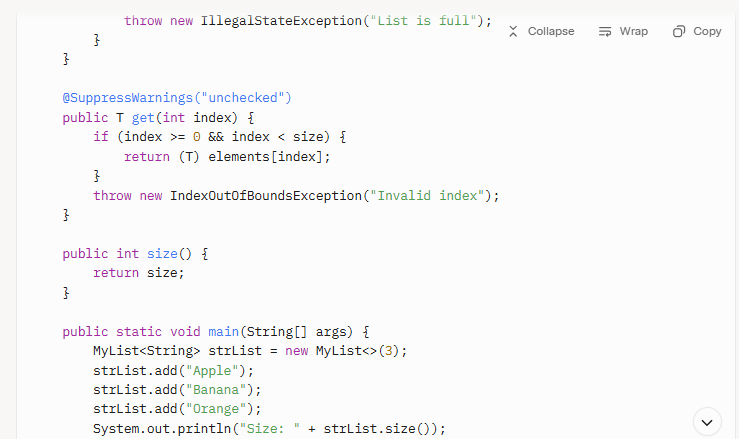 throw new IllegalStateException("List is full");
Collapse
Wrap
Copy
}
}
@SuppressWarnings("unchecked")
public T get(int index) {
if (index >= 0 && index < size) {
return (T) elements[index];
}
throw new IndexOutOfBoundsException("Invalid index");
}
public int size() {
return size;
}
public static void main(String[] args) {
MyList<String> strList = new MyList<>(3);
strList.add("Apple");
strList.add("Banana");
strList.add("Orange");
System.out.println("Size: " + strList.size());